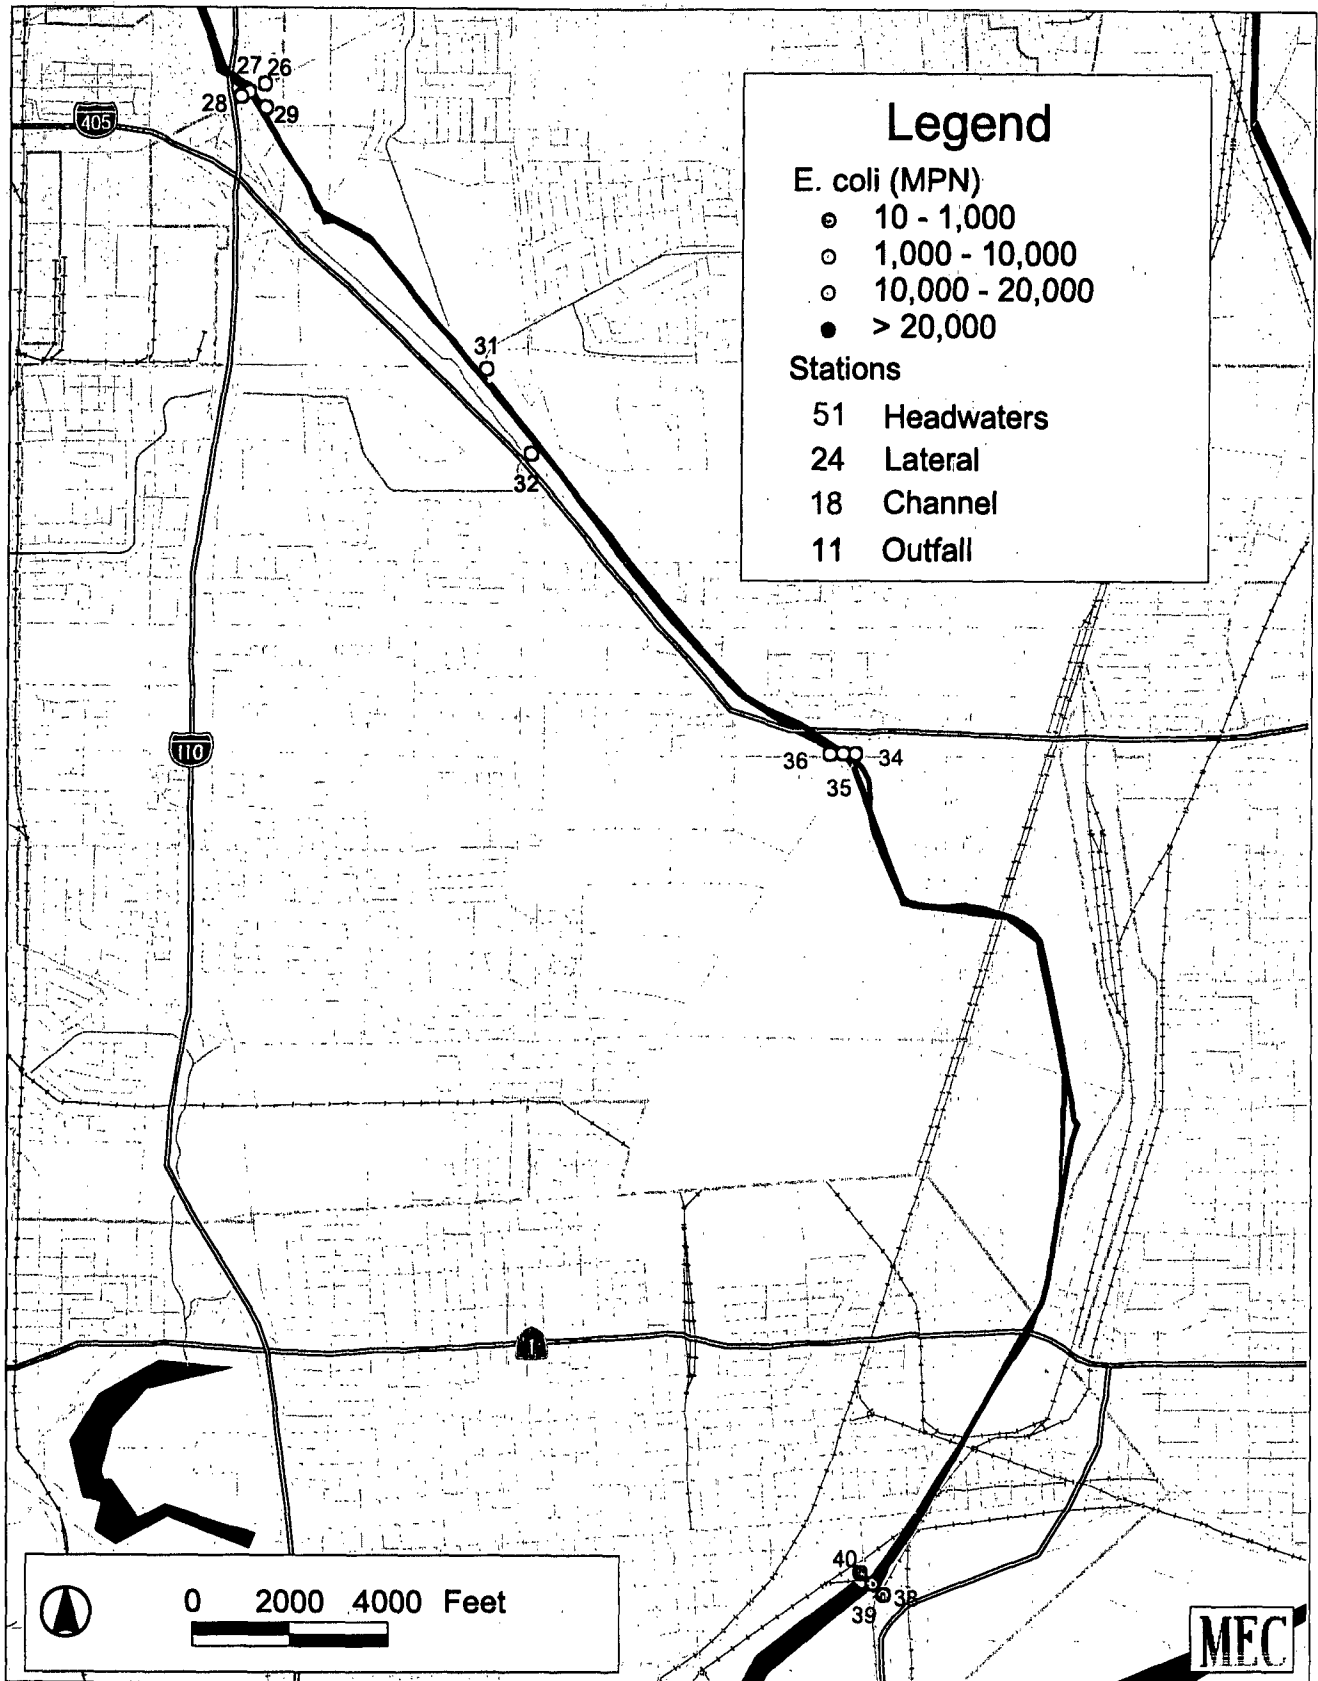 27 26
28
29
405
Legend
E. coli (MPN)
10 - 1,000
1,000 - 10,000
10,000 - 20,000
> 20,000
Stations
51 Headwaters
24 Lateral
18 Channel
11 Outfall
31
32
110
36
34
35
1
40
38
39
0 2000 4000 Feet
MEC